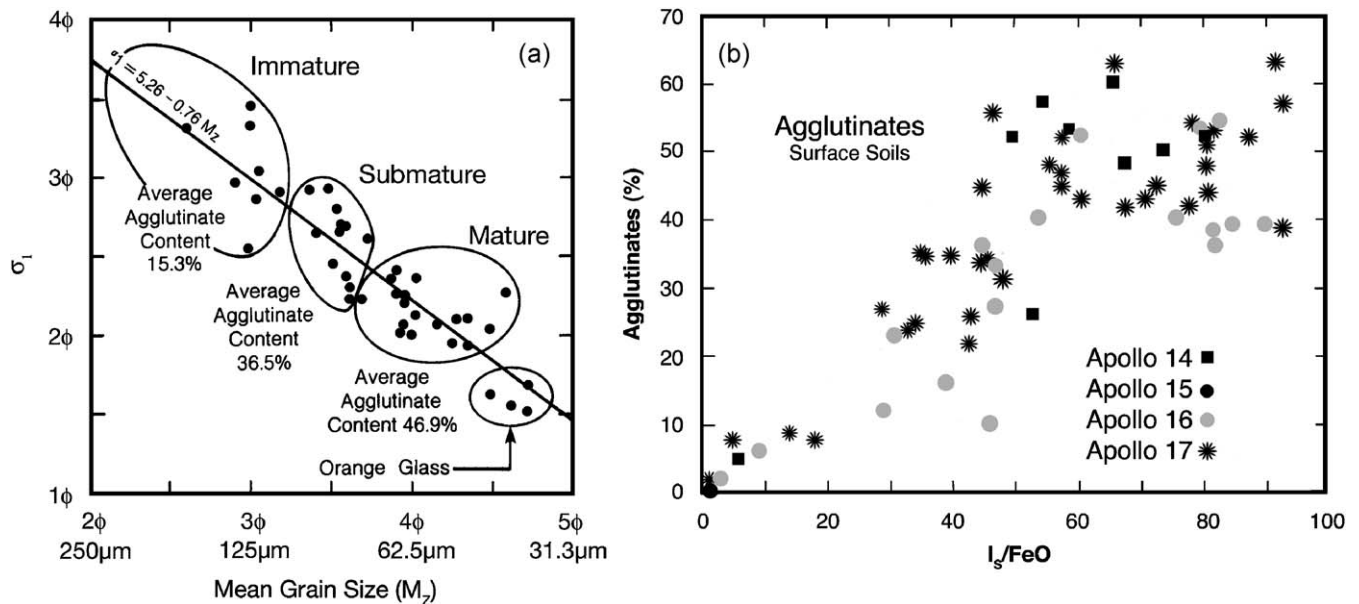 (a)
4ϕ
3ϕ
2ϕ
1ϕ
σ₁
σ1 = 5.26 – 0.76 Mz
Immature
Submature
Mature
Average
Agglutinate
Content
15.3%
Average
Agglutinate
Content
36.5%
Average
Agglutinate
Content 46.9%
Orange Glass
2ϕ 3ϕ 4ϕ 5ϕ
250µm 125µm 62.5µm 31.3µm
Mean Grain Size (M_Z)
(b)
70
60
50
40
30
20
10
0
Agglutinates (%)
Agglutinates
Surface Soils
Apollo 14
Apollo 15
Apollo 16
Apollo 17
0 20 40 60 80 100
Iₛ/FeO